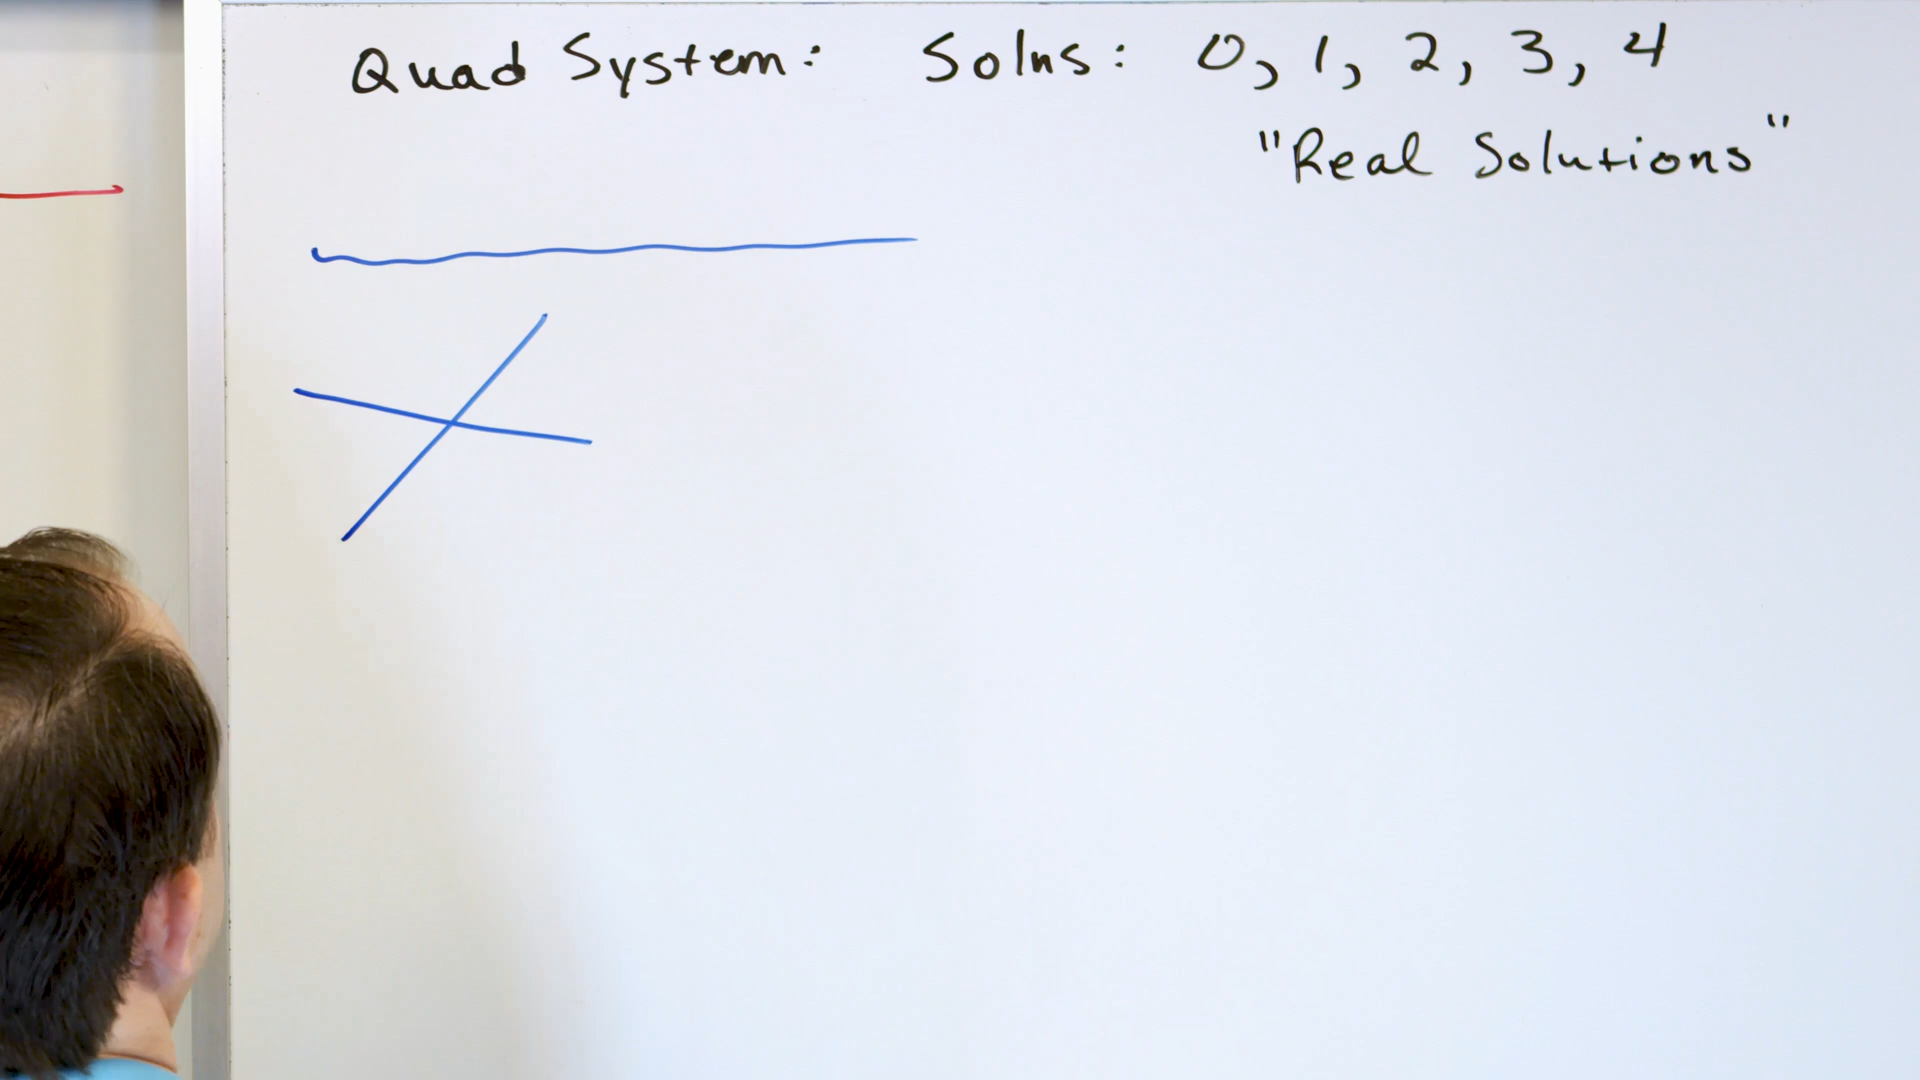 Quad System: Solns: 0, 1, 2, 3, 4
"Real Solutions"